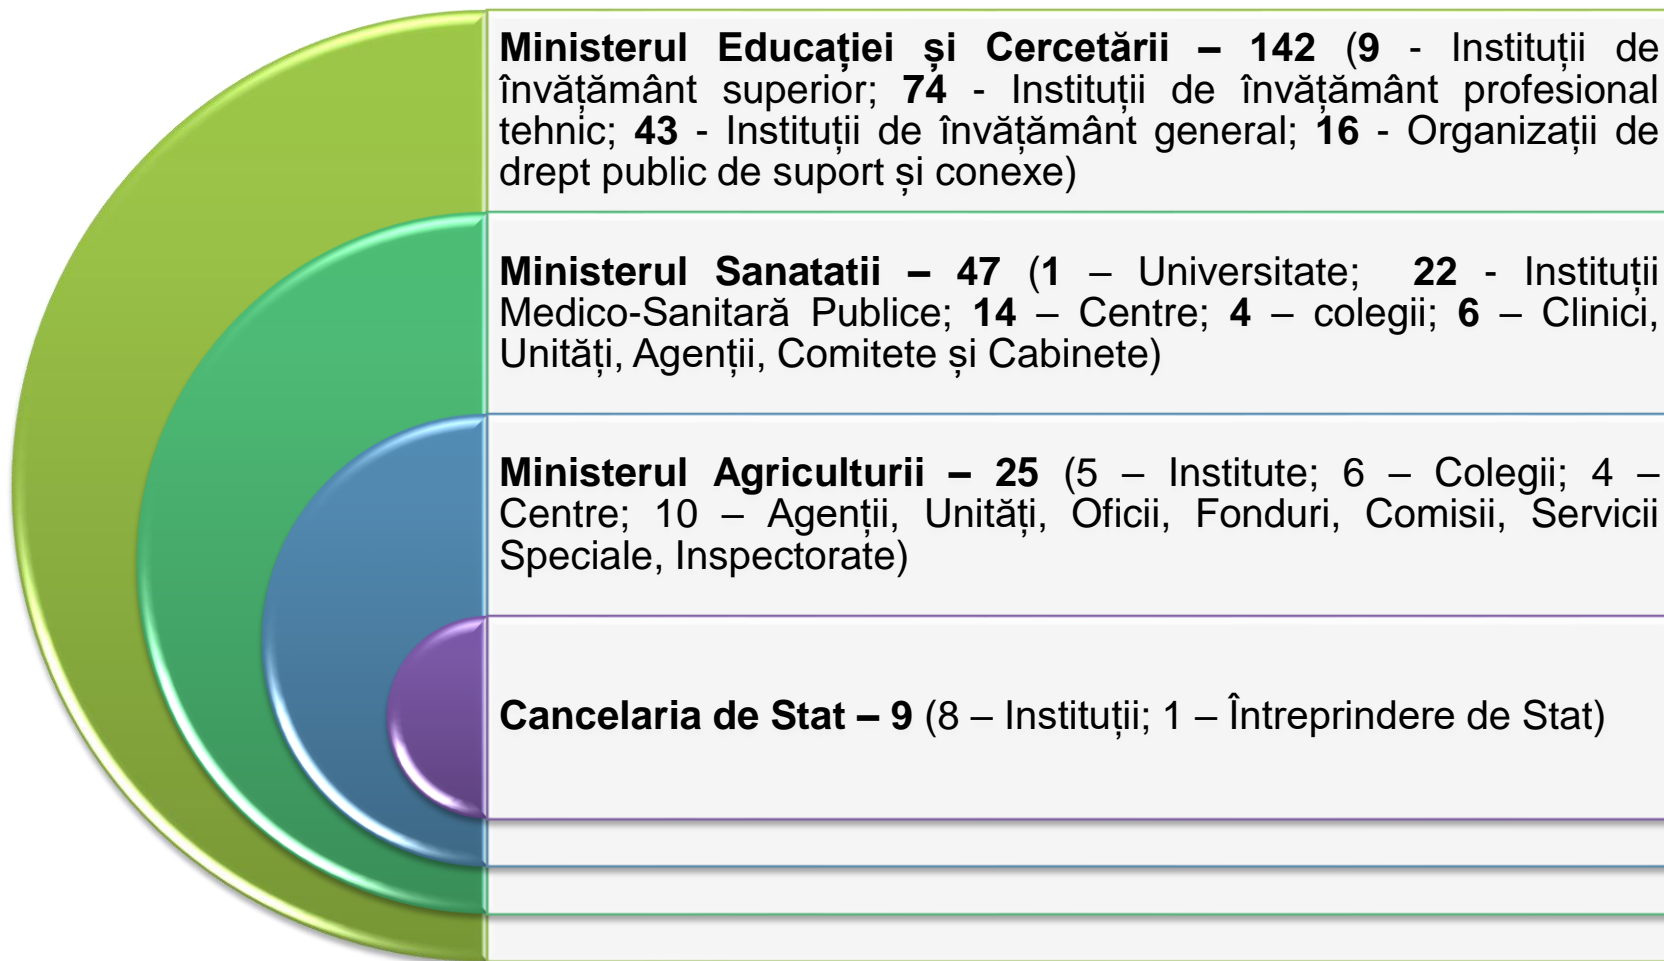 Ministerul Educației și Cercetării – 142 (9 - Instituții de
învățământ superior; 74 - Instituții de învățământ profesional
tehnic; 43 - Instituții de învățământ general; 16 - Organizații de
drept public de suport și conexe)
Ministerul Sanatatii – 47 (1 – Universitate; 22 - Instituții
Medico-Sanitară Publice; 14 – Centre; 4 – colegii; 6 – Clinici,
Unități, Agenții, Comitete și Cabinete)
Ministerul Agriculturii – 25 (5 – Institute; 6 – Colegii; 4 –
Centre; 10 – Agenții, Unități, Oficii, Fonduri, Comisii, Servicii
Speciale, Inspectorate)
Cancelaria de Stat – 9 (8 – Instituții; 1 – Întreprindere de Stat)